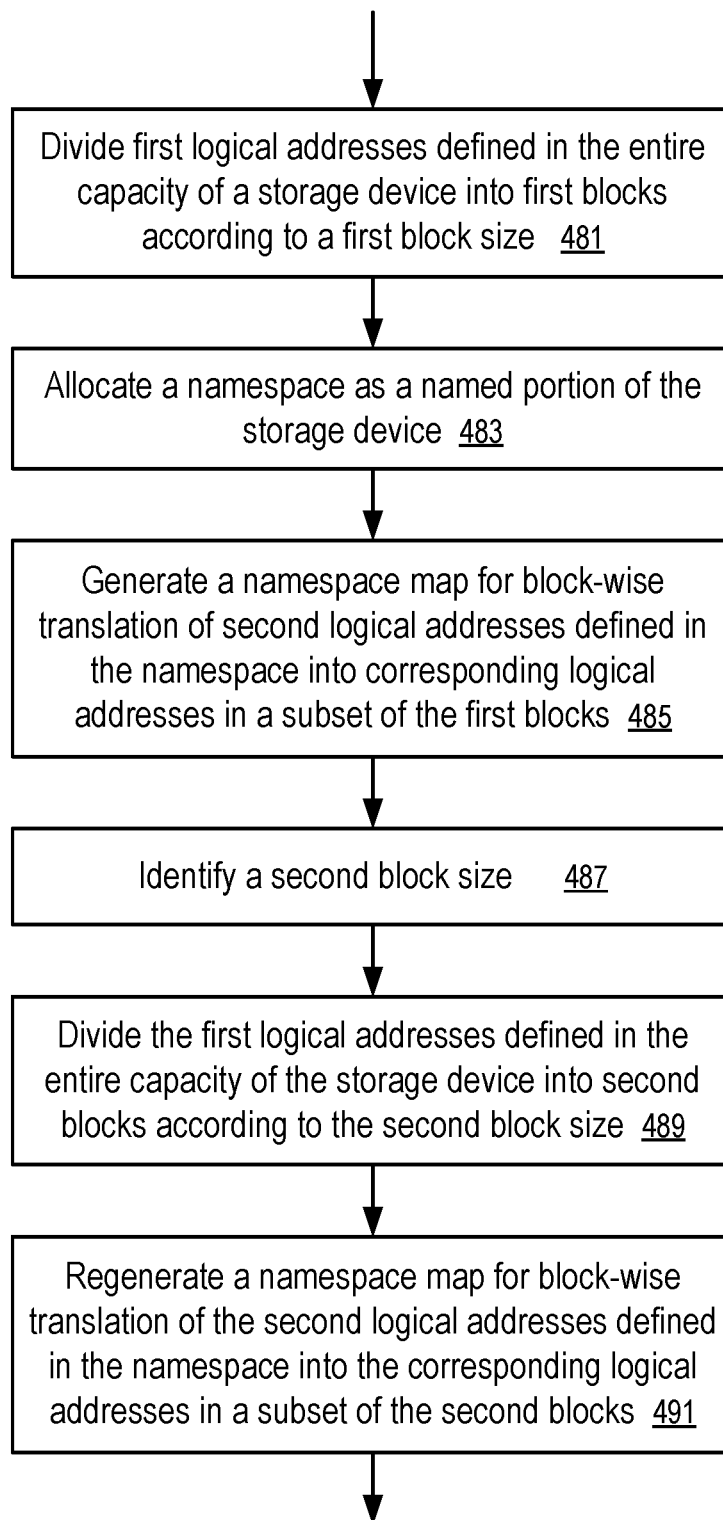 Divide first logical addresses defined in the entire
capacity of a storage device into first blocks
according to a first block size 481
Allocate a namespace as a named portion of the
storage device 483
Generate a namespace map for block-wise
translation of second logical addresses defined in
the namespace into corresponding logical
addresses in a subset of the first blocks 485
Identify a second block size 487
Divide the first logical addresses defined in the
entire capacity of the storage device into second
blocks according to the second block size 489
Regenerate a namespace map for block-wise
translation of the second logical addresses defined
in the namespace into the corresponding logical
addresses in a subset of the second blocks 491